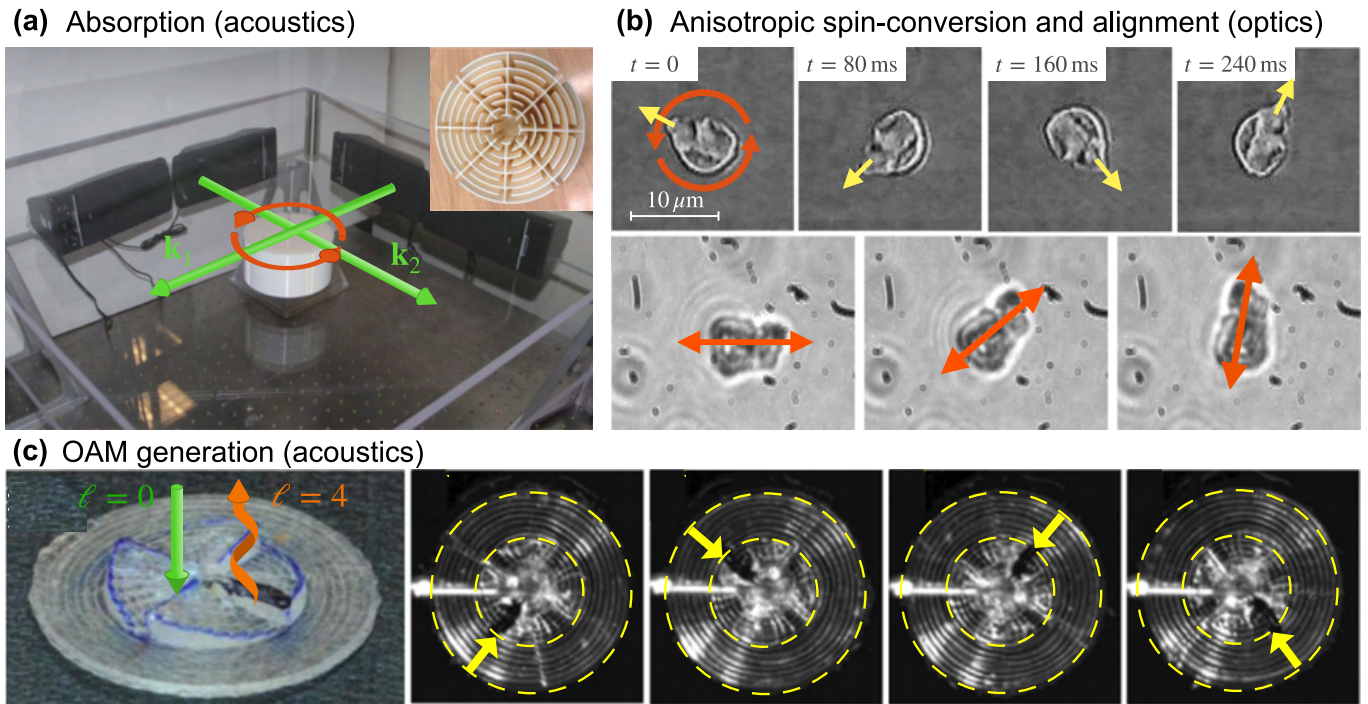 (a) Absorption (acoustics)
k₁
k₂
(b) Anisotropic spin-conversion and alignment (optics)
t = 0
t = 80 ms
t = 160 ms
t = 240 ms
10 μm
(c) OAM generation (acoustics)
ℓ = 0
ℓ = 4